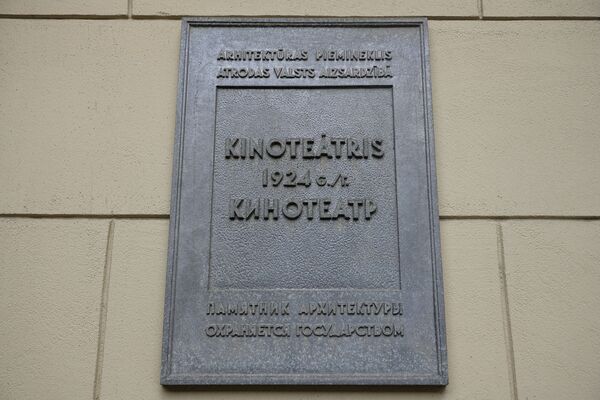 ARHITEKTŪRAS PIEMINEKLIS
ATRODAS VALSTS AIZSARDZĪBĀ
KINOTEĀTRIS
1924 G./Г.
КИНОТЕАТР
ПАМЯТНИК АРХИТЕКТУРЫ
ОХРАНЯЕТСЯ ГОСУДАРСТВОМ